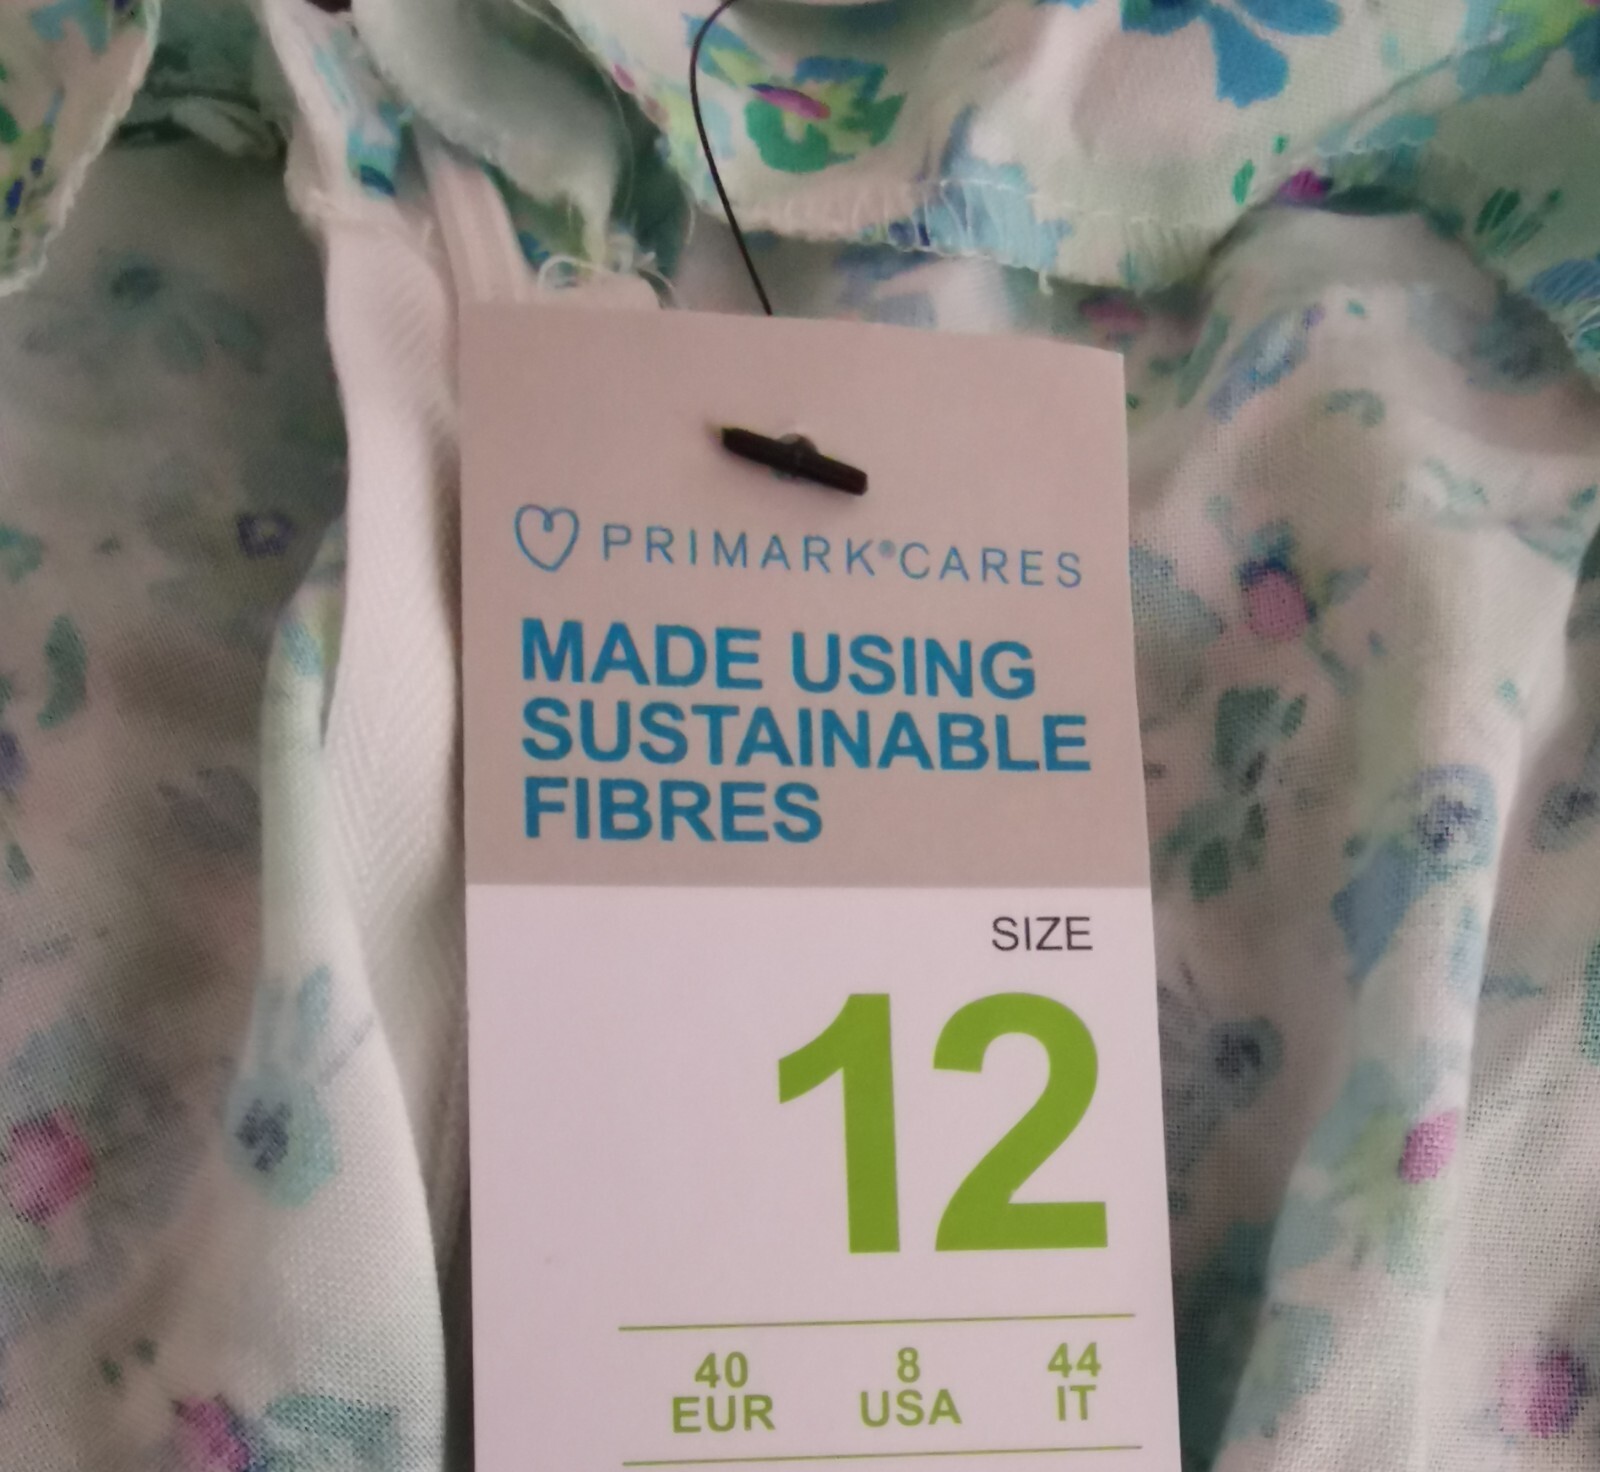 PRIMARK®CARES
MADE USING
SUSTAINABLE
FIBRES
SIZE
12
40 8 44
EUR USA IT